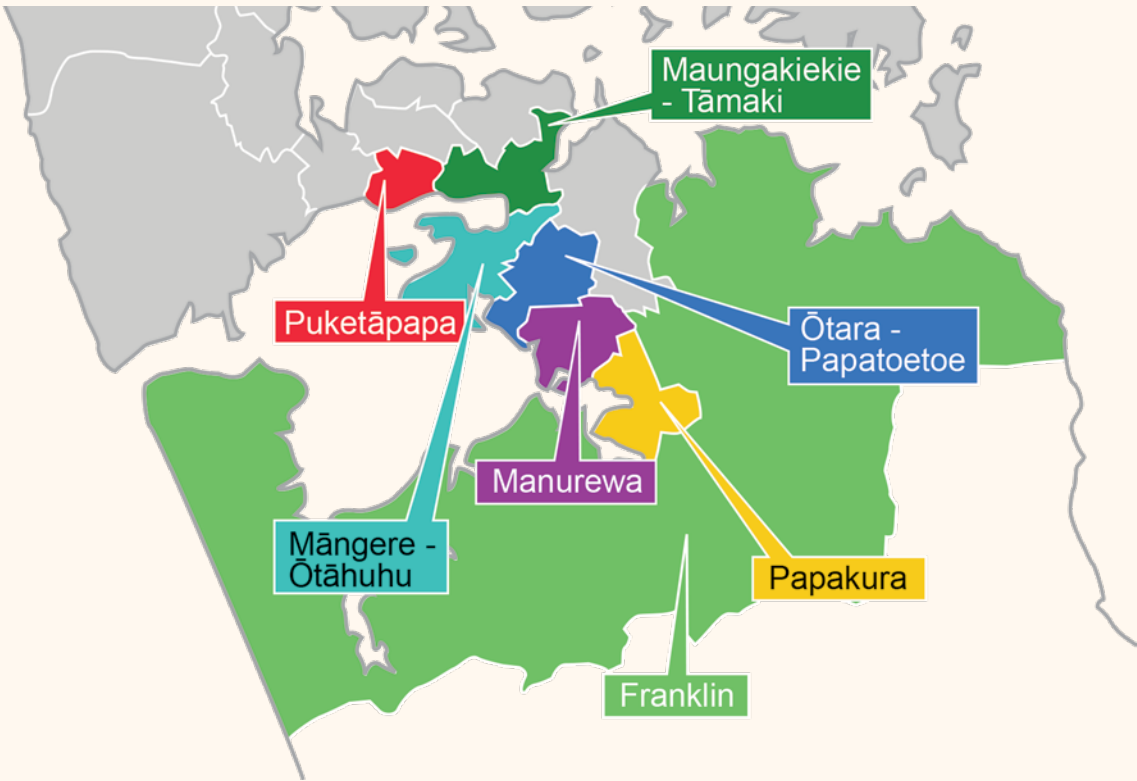 Maungakiekie
- Tāmaki
Puketāpapa
Ōtara -
Papatoetoe
Manurewa
Māngere -
Ōtāhuhu
Papakura
Franklin